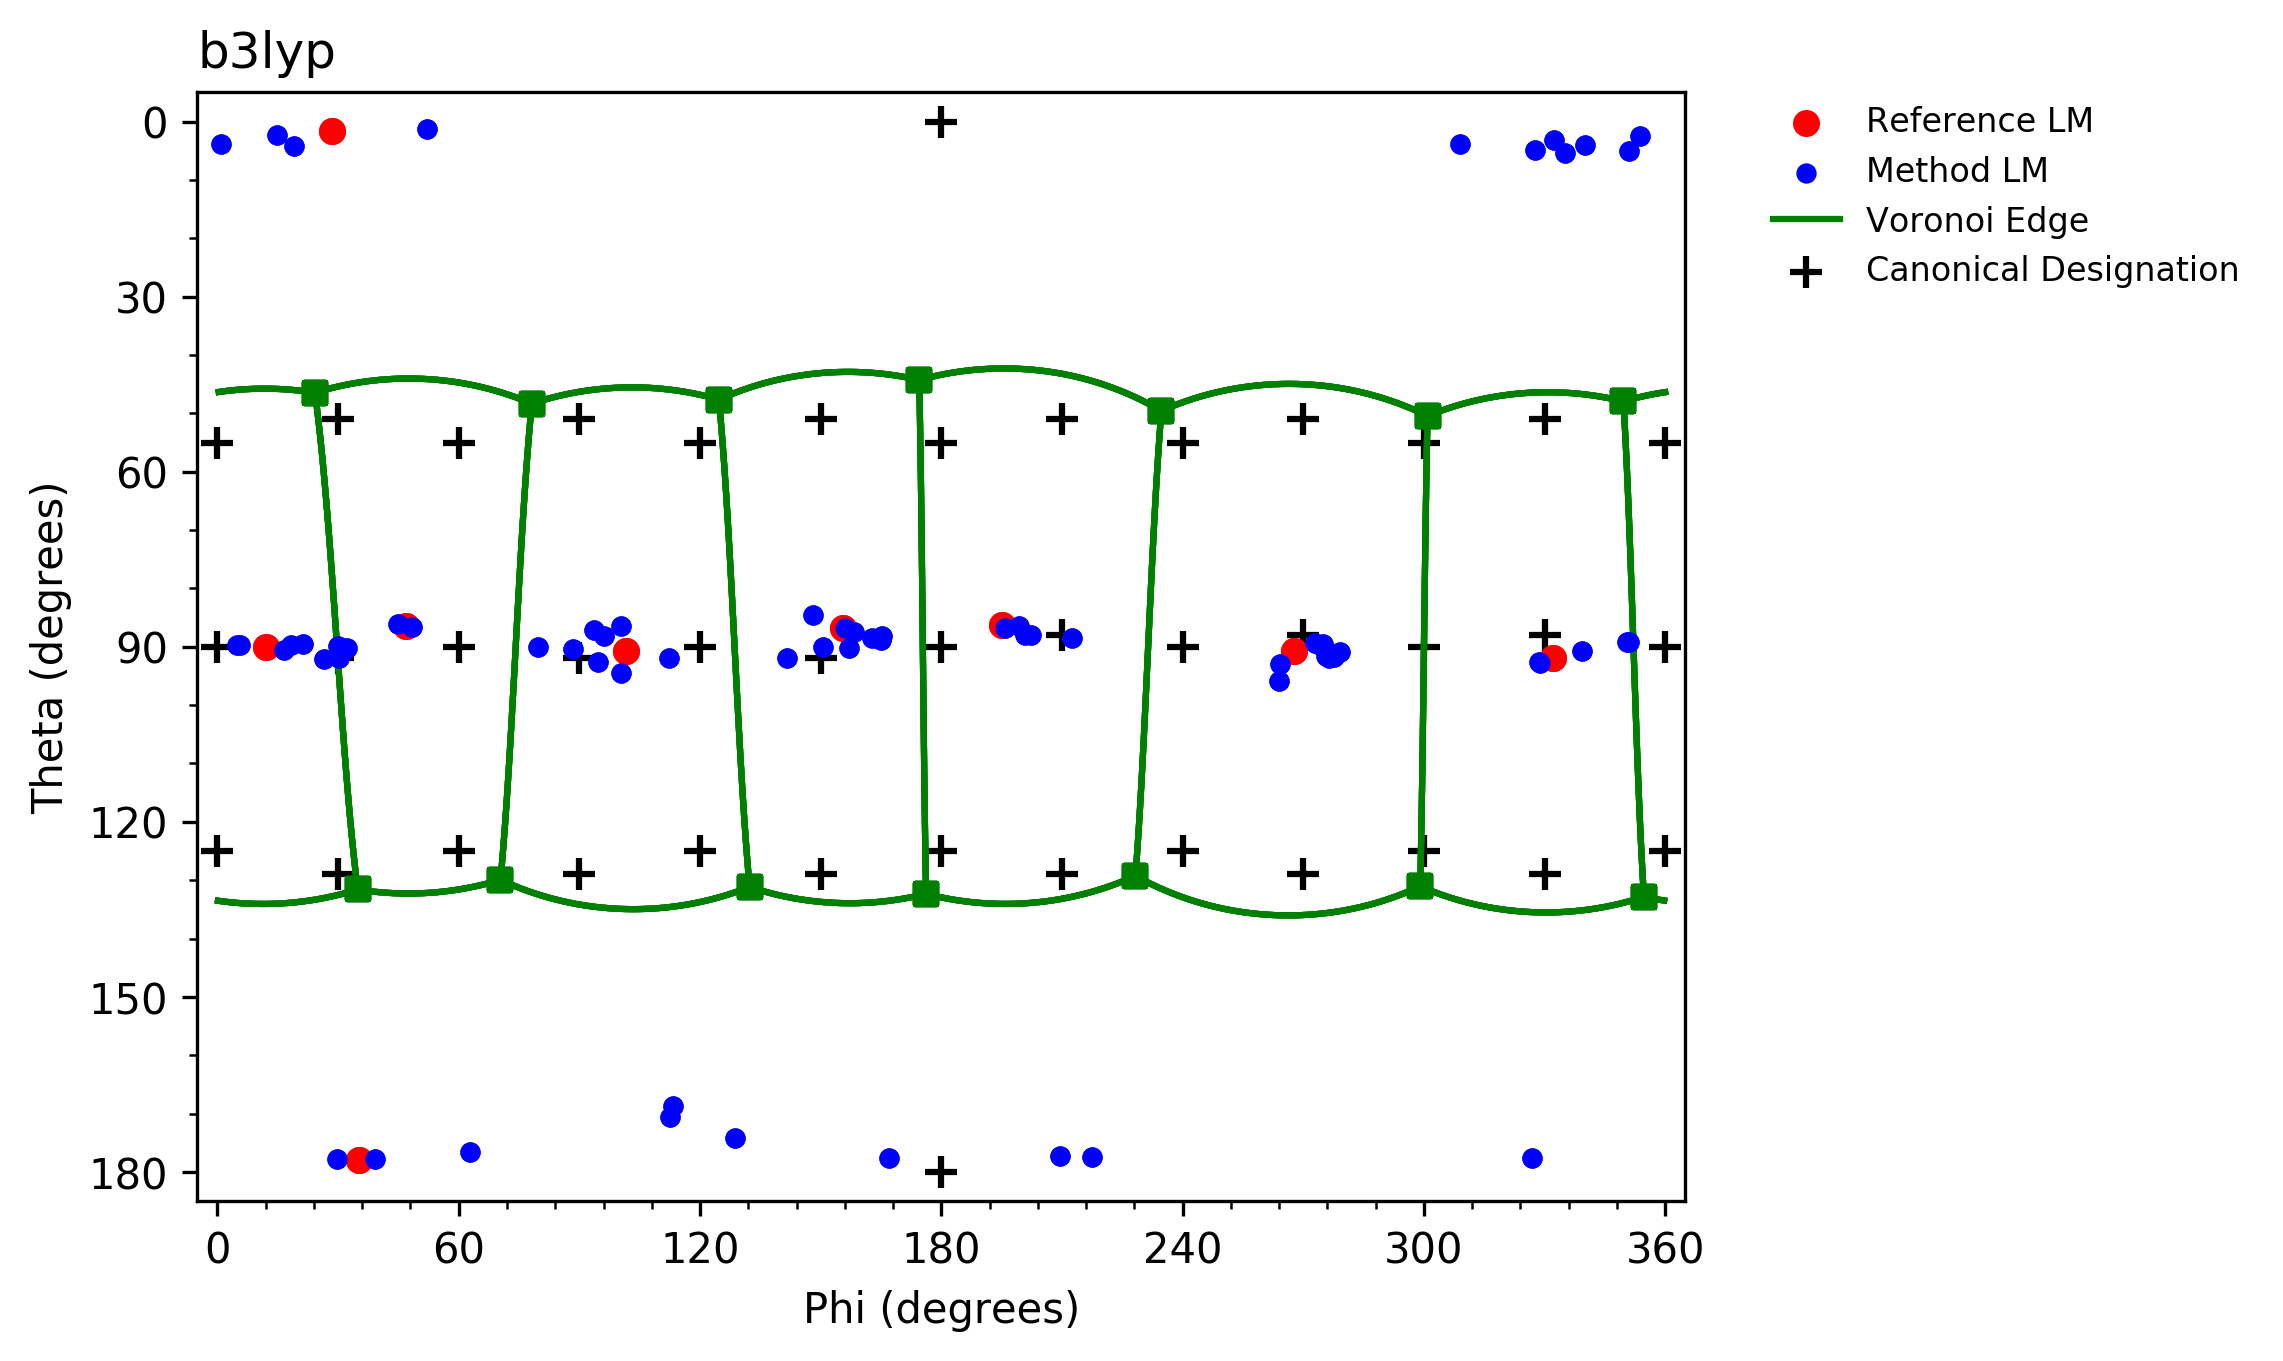 b3lyp
Reference LM
Method LM
Voronoi Edge
Canonical Designation
0
30
60
90
120
150
180
Theta (degrees)
0 60 120 180 240 300 360
Phi (degrees)